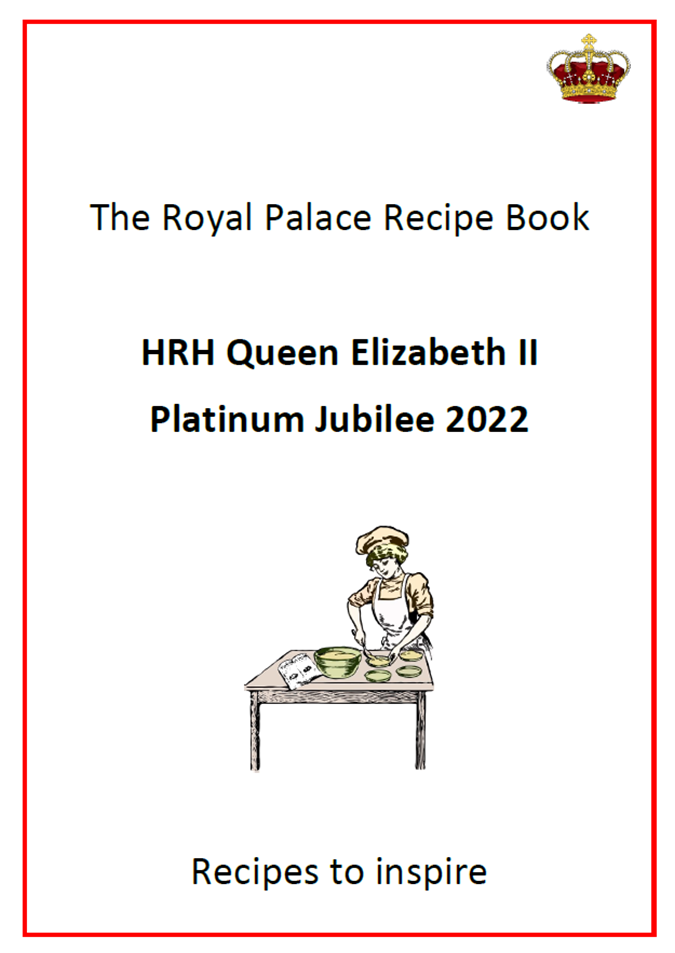 The Royal Palace Recipe Book
HRH Queen Elizabeth II
Platinum Jubilee 2022
Recipes to inspire